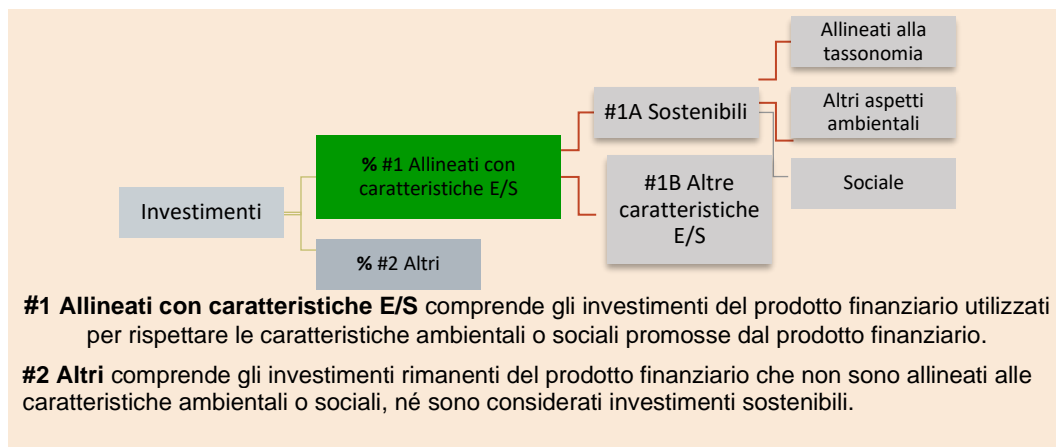 Investimenti
% #1 Allineati con
caratteristiche E/S
% #2 Altri
#1A Sostenibili
#1B Altre
caratteristiche
E/S
Allineati alla
tassonomia
Altri aspetti
ambientali
Sociale
#1 Allineati con caratteristiche E/S comprende gli investimenti del prodotto finanziario utilizzati
per rispettare le caratteristiche ambientali o sociali promosse dal prodotto finanziario.
#2 Altri comprende gli investimenti rimanenti del prodotto finanziario che non sono allineati alle
caratteristiche ambientali o sociali, né sono considerati investimenti sostenibili.